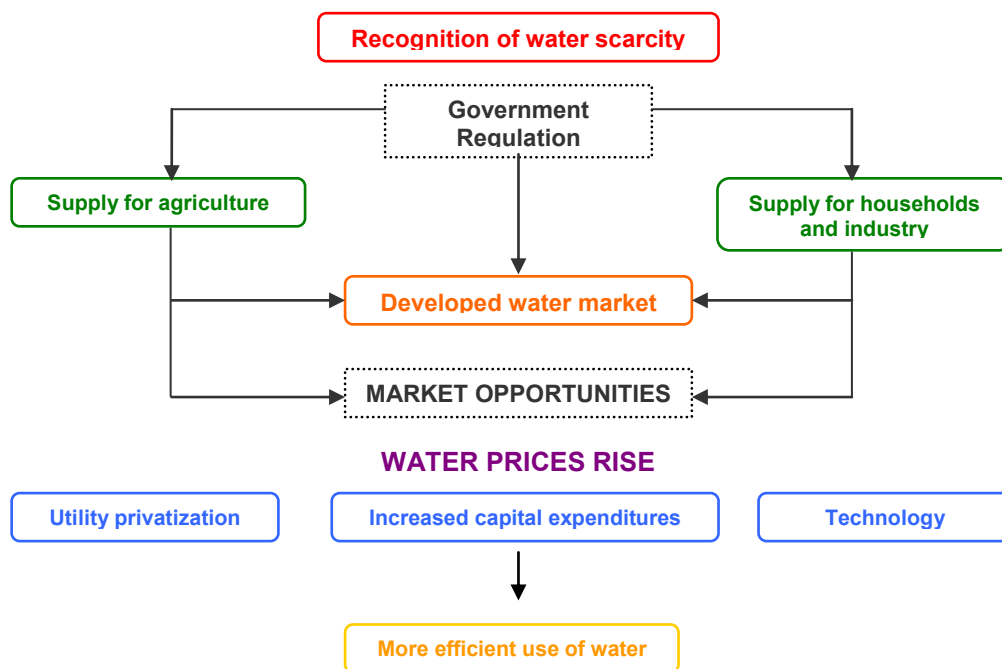 Recognition of water scarcity
Government
Regulation
Supply for agriculture
Supply for households
and industry
Developed water market
MARKET OPPORTUNITIES
WATER PRICES RISE
Utility privatization
Increased capital expenditures
Technology
More efficient use of water